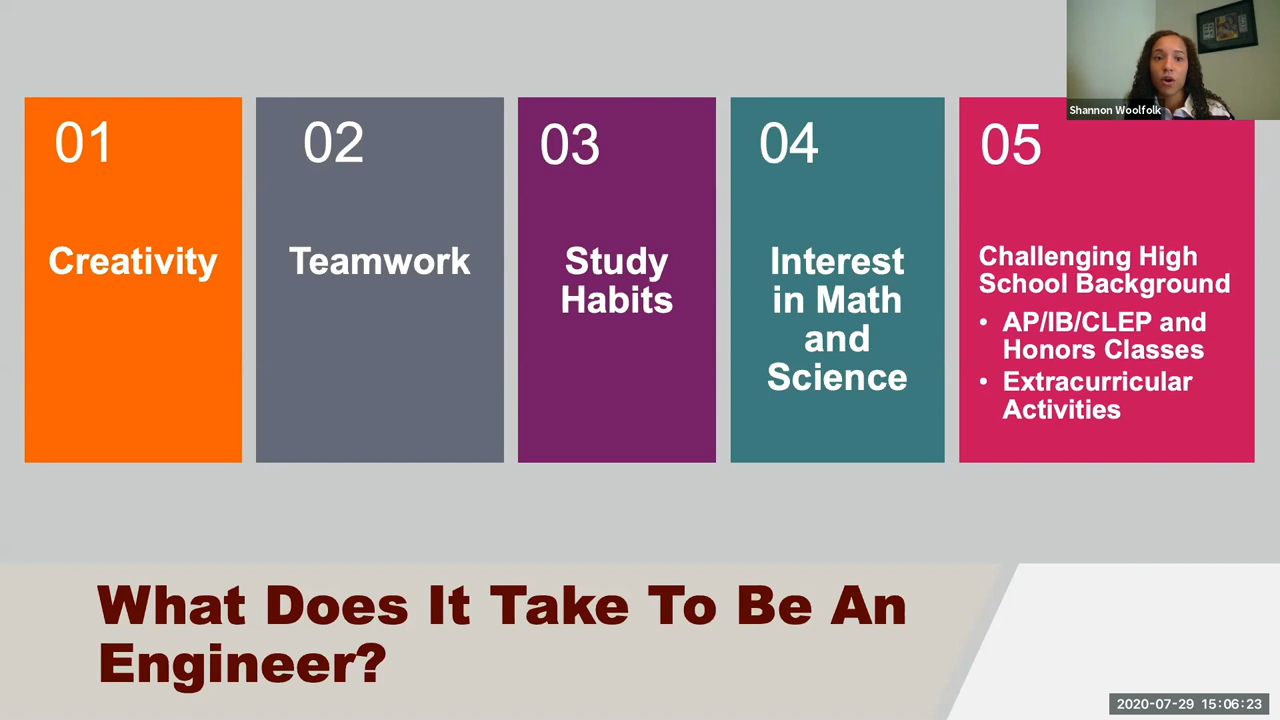 Shannon Woolfolk
01
Creativity
02
Teamwork
03
Study
Habits
04
Interest
in Math
and
Science
05
Challenging High
School Background
• AP/IB/CLEP and
Honors Classes
• Extracurricular
Activities
What Does It Take To Be An
Engineer?
2020-07-29 15:06:23